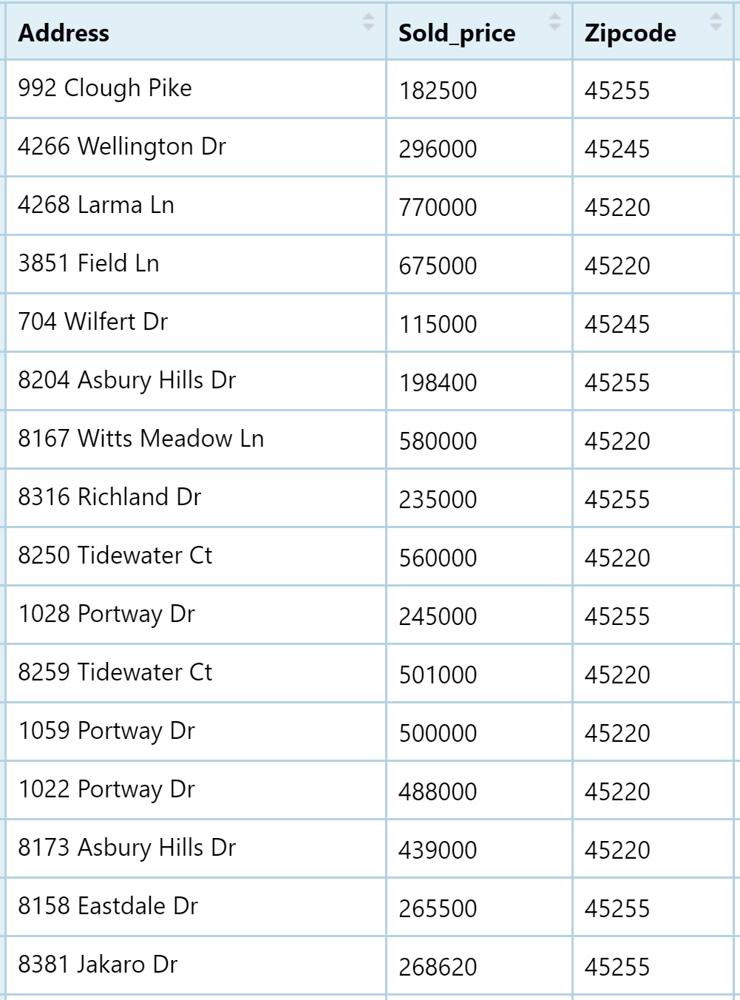 Address Sold_price Zipcode
992 Clough Pike 182500 45255
4266 Wellington Dr 296000 45245
4268 Larma Ln 770000 45220
3851 Field Ln 675000 45220
704 Wilfert Dr 115000 45245
8204 Asbury Hills Dr 198400 45255
8167 Witts Meadow Ln 580000 45220
8316 Richland Dr 235000 45255
8250 Tidewater Ct 560000 45220
1028 Portway Dr 245000 45255
8259 Tidewater Ct 501000 45220
1059 Portway Dr 500000 45220
1022 Portway Dr 488000 45220
8173 Asbury Hills Dr 439000 45220
8158 Eastdale Dr 265500 45255
8381 Jakaro Dr 268620 45255